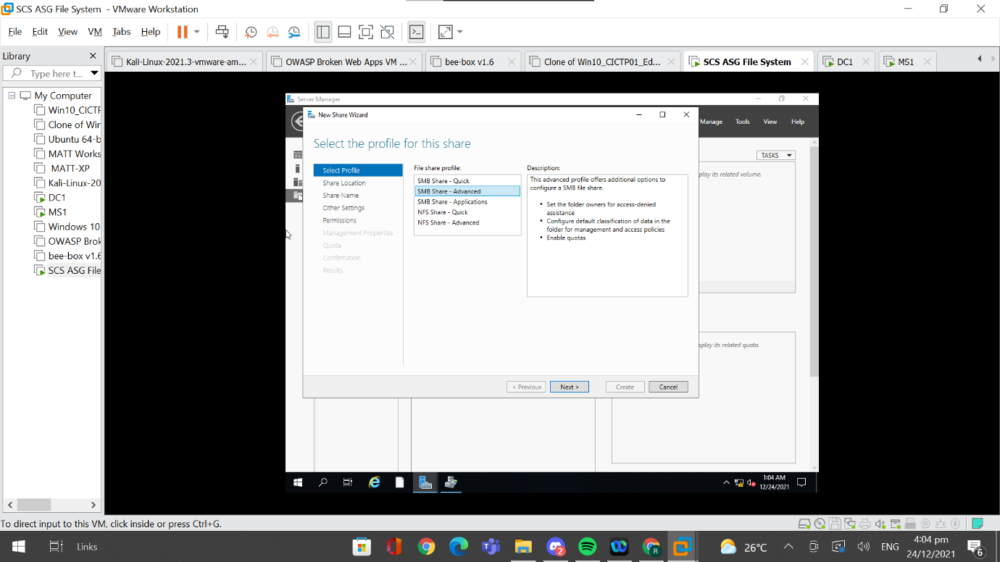 SCS ASG File System - VMware Workstation
File Edit View VM Tabs Help
Library
Type here t...
Kali-Linux-2021.3-vmware-am...
OWASP Broken Web Apps VM ...
bee-box v1.6
Clone of Win10_CICTP01_Ed...
SCS ASG File System
DC1
MS1
My Computer
Win10_CICTF
Clone of Wir
Ubuntu 64-b
MATT Works
MATT-XP
Kali-Linux-20
DC1
MS1
Windows 10
OWASP Brok
bee-box v1.6
SCS ASG File
Server Manager
Manage Tools View Help
New Share Wizard
Select the profile for this share
Select Profile
Share Location
Share Name
Other Settings
Permissions
Management Properties
Quota
Confirmation
Results
File share profile:
SMB Share - Quick
SMB Share - Advanced
SMB Share - Applications
NFS Share - Quick
NFS Share - Advanced
Description:
This advanced profile offers additional options to
configure a SMB file share.
• Set the folder owners for access-denied
assistance
• Configure default classification of data in the
folder for management and access policies
• Enable quotas
< Previous
Next >
Create
Cancel
TASKS
play its related volume.
splay its related quota.
1:04 AM
12/24/2021
To direct input to this VM, click inside or press Ctrl+G.
Links
2
R
26°C
ENG
4:04 pm
24/12/2021
6